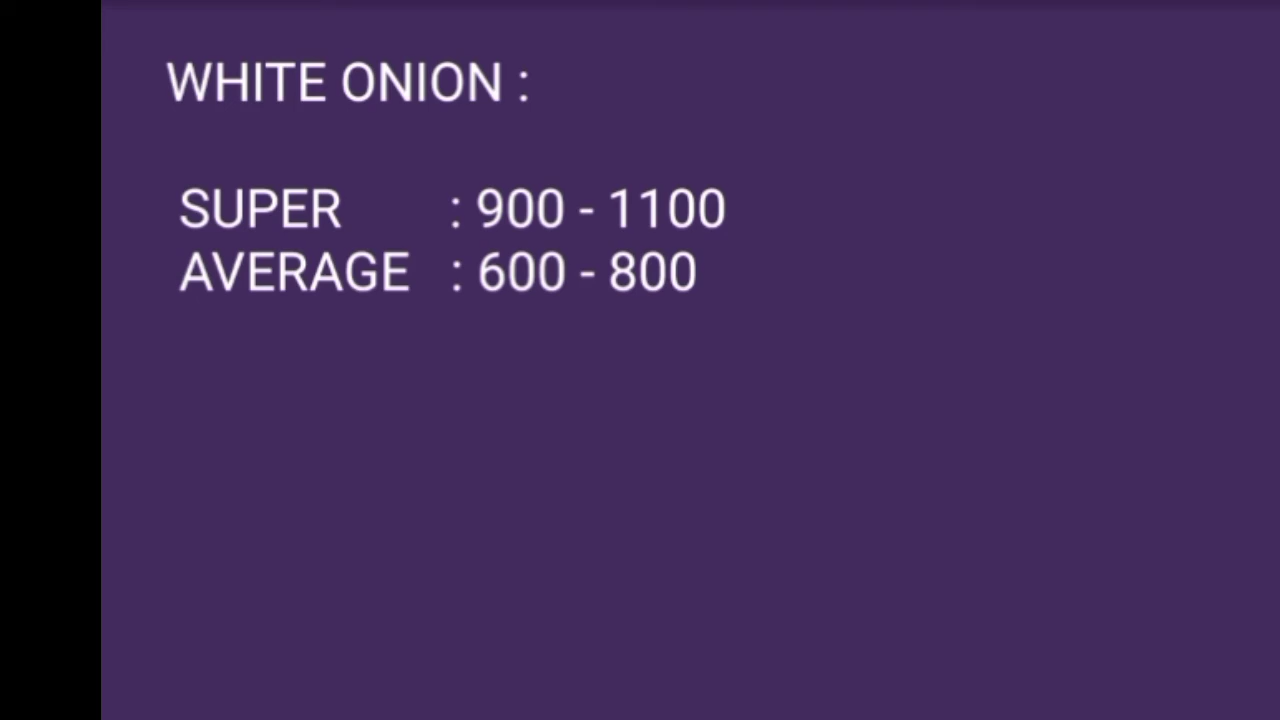 WHITE ONION :
SUPER : 900 - 1100
AVERAGE : 600 - 800